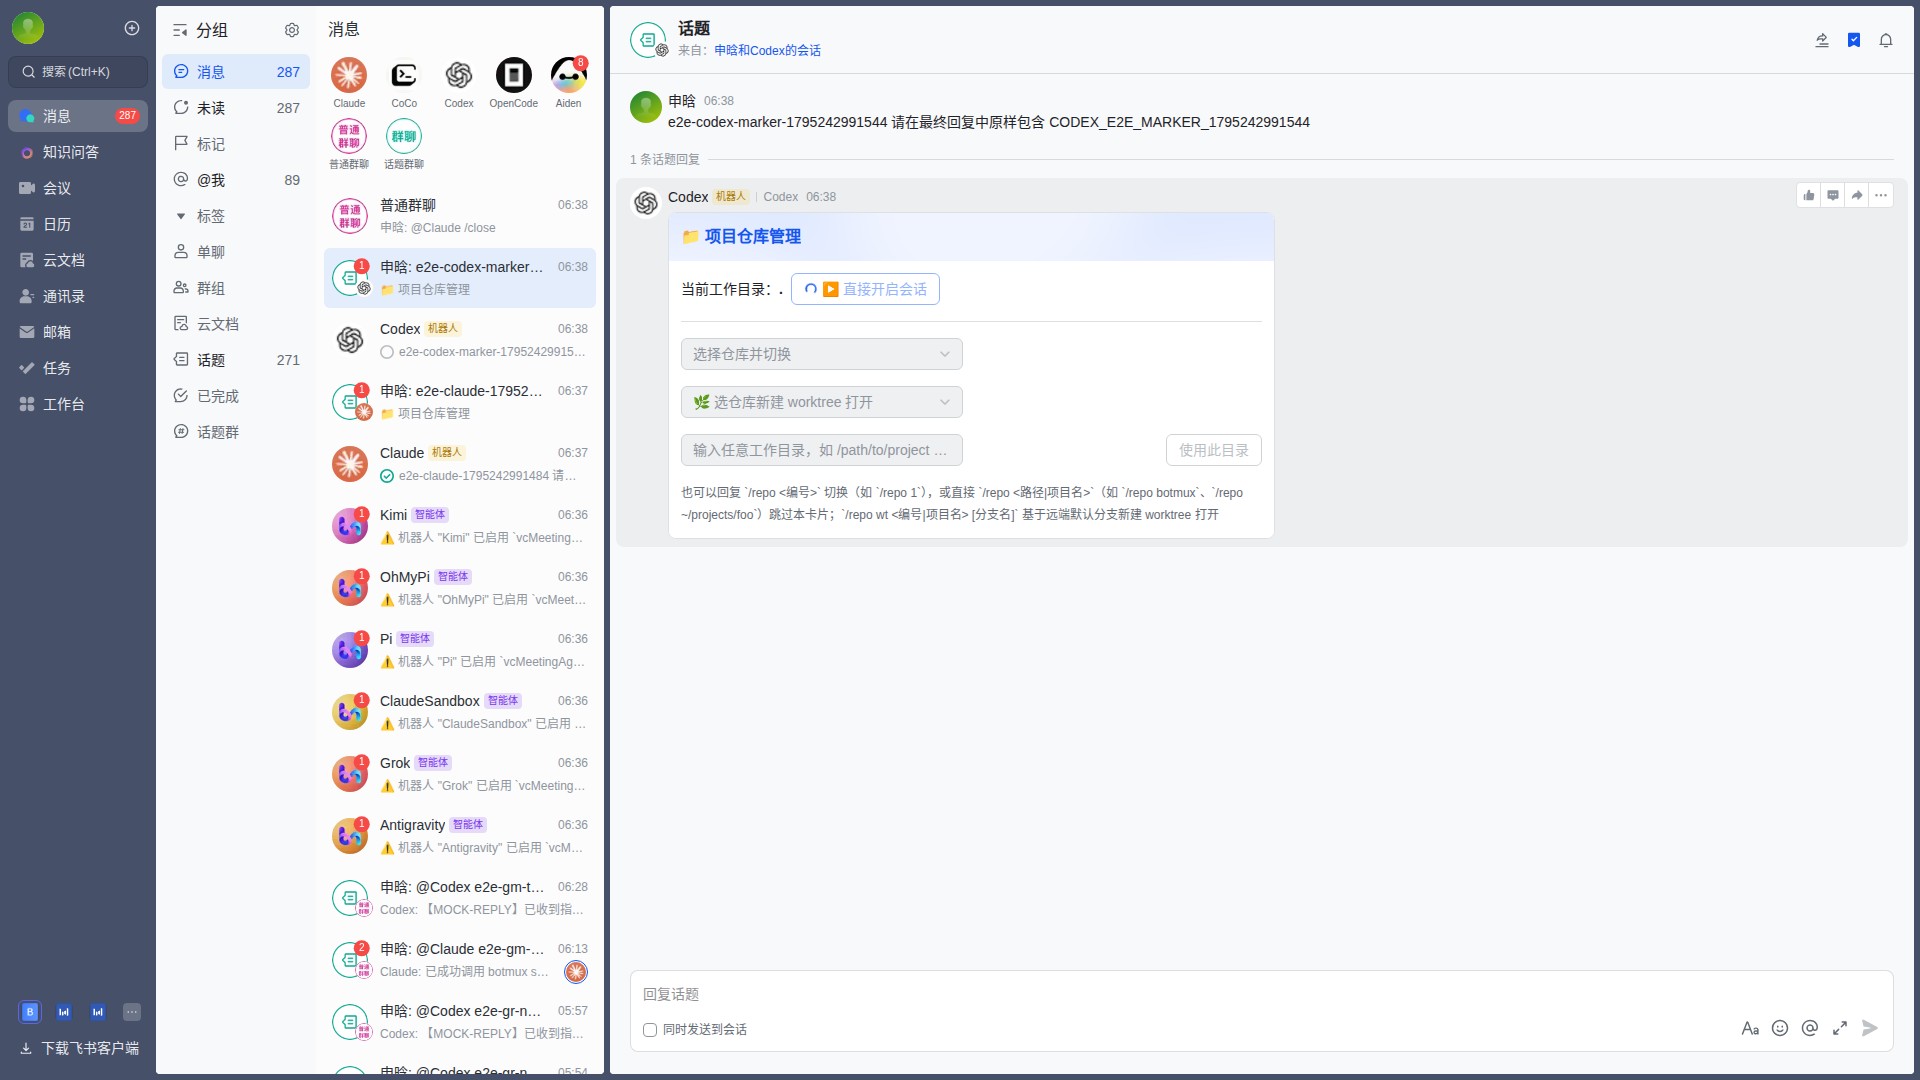 搜索 (Ctrl+K)
消息 287
知识问答
会议
日历
云文档
通讯录
邮箱
任务
工作台
下载飞书客户端
分组
消息 287
未读 287
标记
@我 89
标签
单聊
群组
云文档
话题 271
已完成
话题群
消息
Claude CoCo Codex OpenCode Aiden 8
普通群聊 话题群聊
普通群聊 06:38
申晗: @Claude /close
申晗: e2e-codex-marker… 06:38
项目仓库管理
Codex 机器人 06:38
e2e-codex-marker-17952429915…
申晗: e2e-claude-17952… 06:37
项目仓库管理
Claude 机器人 06:37
e2e-claude-1795242991484 请…
Kimi 智能体 06:36
机器人 "Kimi" 已启用 `vcMeeting…
OhMyPi 智能体 06:36
机器人 "OhMyPi" 已启用 `vcMeet…
Pi 智能体 06:36
机器人 "Pi" 已启用 `vcMeetingAg…
ClaudeSandbox 智能体 06:36
机器人 "ClaudeSandbox" 已启用 …
Grok 智能体 06:36
机器人 "Grok" 已启用 `vcMeeting…
Antigravity 智能体 06:36
机器人 "Antigravity" 已启用 `vcM…
申晗: @Codex e2e-gm-t… 06:28
Codex: 【MOCK-REPLY】已收到指…
申晗: @Claude e2e-gm-… 06:13
Claude: 已成功调用 botmux s…
申晗: @Codex e2e-gr-n… 05:57
Codex: 【MOCK-REPLY】已收到指…
申晗: @Codex e2e-gr-n… 05:54
话题
来自：申晗和Codex的会话
申晗 06:38
e2e-codex-marker-1795242991544 请在最终回复中原样包含 CODEX_E2E_MARKER_1795242991544
1 条话题回复
Codex 机器人 | Codex 06:38
📁 项目仓库管理
当前工作目录：. ▶️ 直接开启会话
选择仓库并切换
🌿 选仓库新建 worktree 打开
输入任意工作目录，如 /path/to/project … 使用此目录
也可以回复 `/repo <编号>` 切换（如 `/repo 1`），或直接 `/repo <路径|项目名>`（如 `/repo botmux`、`/repo
~/projects/foo`）跳过本卡片；`/repo wt <编号|项目名> [分支名]` 基于远端默认分支新建 worktree 打开
回复话题
同时发送到会话